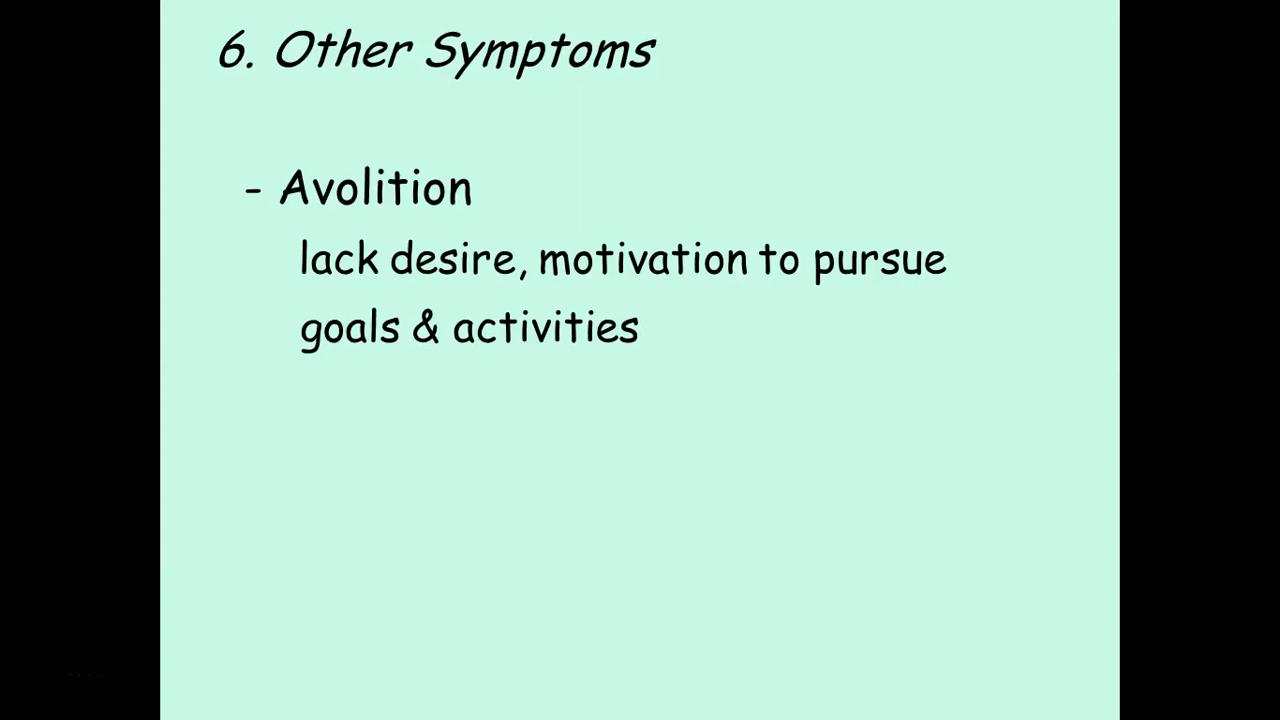 6. Other Symptoms
- Avolition
lack desire, motivation to pursue
goals & activities